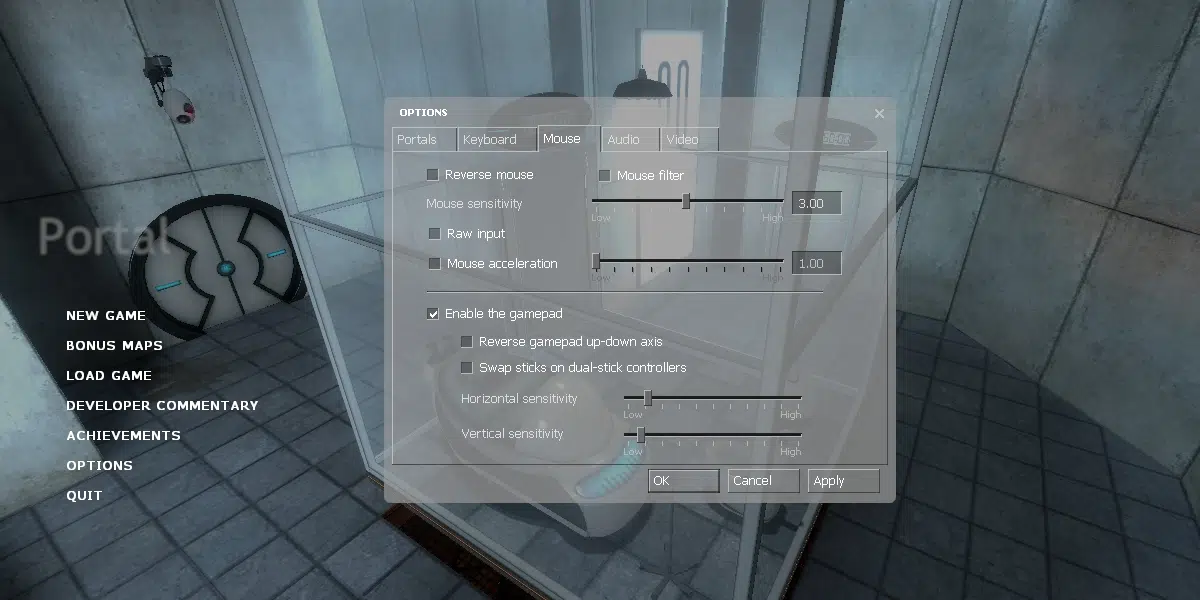 OPTIONS
Portals Keyboard Mouse Audio Video
Reverse mouse Mouse filter
Mouse sensitivity 3.00
Low High
Raw input
Mouse acceleration 1.00
Low High
Enable the gamepad
Reverse gamepad up-down axis
Swap sticks on dual-stick controllers
Horizontal sensitivity
Low High
Vertical sensitivity
Low High
OK Cancel Apply
Portal
NEW GAME
BONUS MAPS
LOAD GAME
DEVELOPER COMMENTARY
ACHIEVEMENTS
OPTIONS
QUIT